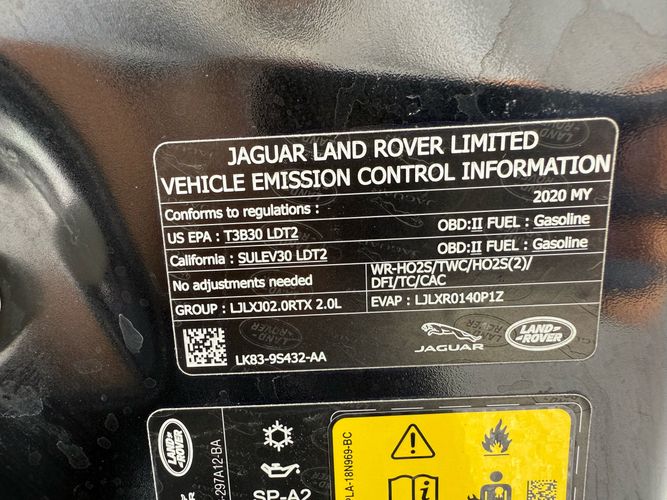 JAGUAR LAND ROVER LIMITED
VEHICLE EMISSION CONTROL INFORMATION
2020 MY
Conforms to regulations :
US EPA : T3B30 LDT2 OBD:II FUEL : Gasoline
California : SULEV30 LDT2 OBD:II FUEL : Gasoline
No adjustments needed WR-HO2S/TWC/HO2S(2)/
DFI/TC/CAC
GROUP : LJLXJ02.0RTX 2.0L EVAP : LJLXR0140P1Z
LK83-9S432-AA
JAGUAR
LAND-
ROVER
LAND-
ROVER
-297A12-BA
SP-A2
PLA-18N969-BC